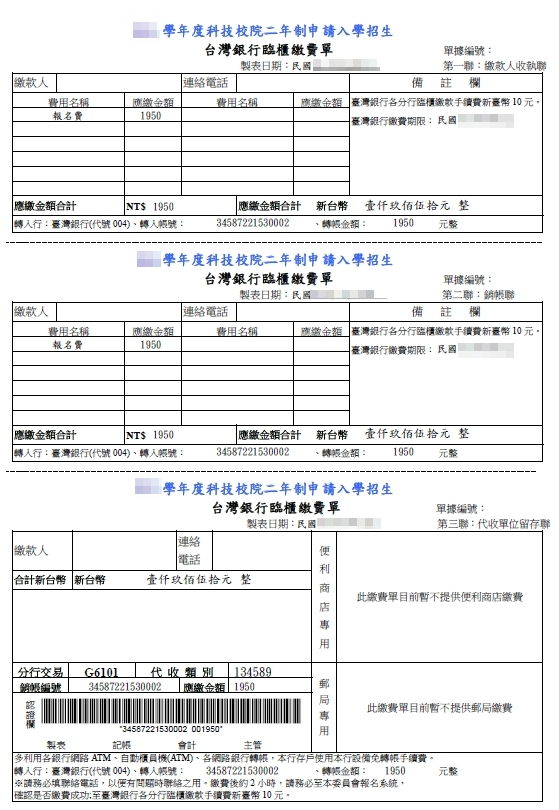 學年度科技校院二年制申請入學招生
台灣銀行臨櫃繳費單
單據編號：
製表日期：民國
第一聯：繳款人收執聯
繳款人 連絡電話 備 註 欄
費用名稱 應繳金額 費用名稱 應繳金額 臺灣銀行各分行臨櫃繳款手續費新臺幣 10 元。
報名費 1950 臺灣銀行繳費期限：民國
應繳金額合計 NT$ 1950 應繳金額合計 新台幣 壹仟玖佰伍拾元 整
轉入行：臺灣銀行(代號 004)、轉入帳號： 34587221530002 、轉帳金額： 1950 元整
學年度科技校院二年制申請入學招生
台灣銀行臨櫃繳費單
單據編號：
製表日期：民國
第二聯：銷帳聯
繳款人 連絡電話 備 註 欄
費用名稱 應繳金額 費用名稱 應繳金額 臺灣銀行各分行臨櫃繳款手續費新臺幣 10 元。
報名費 1950 臺灣銀行繳費期限：民國
應繳金額合計 NT$ 1950 應繳金額合計 新台幣 壹仟玖佰伍拾元 整
轉入行：臺灣銀行(代號 004)、轉入帳號： 34587221530002 、轉帳金額： 1950 元整
學年度科技校院二年制申請入學招生
台灣銀行臨櫃繳費單
單據編號：
製表日期：民國
第三聯：代收單位留存聯
繳款人 連絡電話
合計新台幣 新台幣 壹仟玖佰伍拾元 整
便利商店專用
此繳費單目前暫不提供便利商店繳費
分行交易 G6101 代 收 類 別 134589
銷帳編號 34587221530002 應繳金額 1950
郵局專用
此繳費單目前暫不提供郵局繳費
認證欄
*34587221530002 001950*
製表 記帳 會計 主管
多利用各銀行網路 ATM、自動櫃員機(ATM)、各網路銀行轉帳，本行存戶使用本行設備免轉帳手續費。
轉入行：臺灣銀行(代號 004)、轉入帳號： 34587221530002 、轉帳金額： 1950 元整
※請務必填聯絡電話，以便有問題時聯絡之用。繳費後約 2 小時，請務必至本委員會報名系統，
確認是否繳費成功;至臺灣銀行各分行臨櫃繳款手續費新臺幣 10 元。